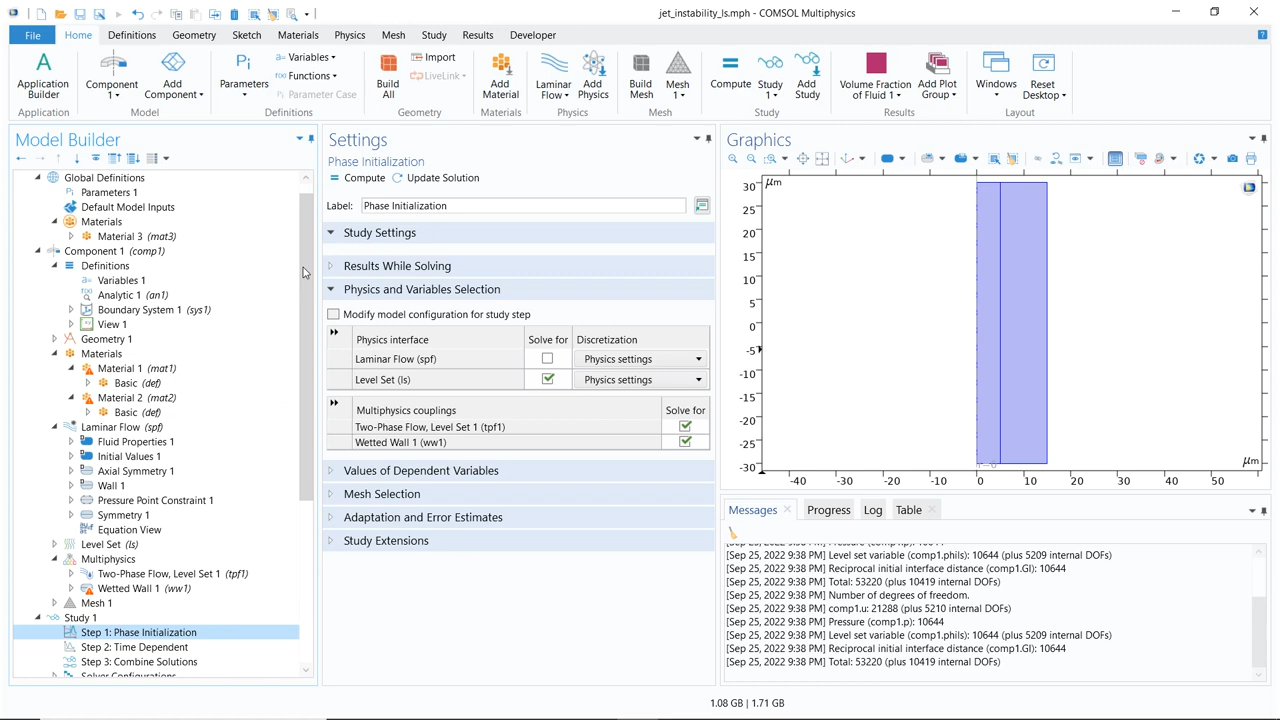 jet_instability_ls.mph - COMSOL Multiphysics
File Home Definitions Geometry Sketch Materials Physics Mesh Study Results Developer
Application Builder
Component 1
Add Component
Parameters
Variables
Functions
Parameter Case
Build All
Import
LiveLink
Add Material
Laminar Flow
Add Physics
Build Mesh
Mesh 1
Compute
Study 1
Add Study
Volume Fraction of Fluid 1
Add Plot Group
Windows
Reset Desktop
Application Model Definitions Geometry Materials Physics Mesh Study Results Layout
Model Builder
Global Definitions
Parameters 1
Default Model Inputs
Materials
Material 3 (mat3)
Component 1 (comp1)
Definitions
Variables 1
Analytic 1 (an1)
Boundary System 1 (sys1)
View 1
Geometry 1
Materials
Material 1 (mat1)
Basic (def)
Material 2 (mat2)
Basic (def)
Laminar Flow (spf)
Fluid Properties 1
Initial Values 1
Axial Symmetry 1
Wall 1
Pressure Point Constraint 1
Symmetry 1
Equation View
Level Set (ls)
Multiphysics
Two-Phase Flow, Level Set 1 (tpf1)
Wetted Wall 1 (ww1)
Mesh 1
Study 1
Step 1: Phase Initialization
Step 2: Time Dependent
Step 3: Combine Solutions
Solver Configurations
Settings
Phase Initialization
Compute Update Solution
Label: Phase Initialization
Study Settings
Results While Solving
Physics and Variables Selection
Modify model configuration for study step
Physics interface Solve for Discretization
Laminar Flow (spf) Physics settings
Level Set (ls) Physics settings
Multiphysics couplings Solve for
Two-Phase Flow, Level Set 1 (tpf1)
Wetted Wall 1 (ww1)
Values of Dependent Variables
Mesh Selection
Adaptation and Error Estimates
Study Extensions
Graphics
μm
30
25
20
15
10
5
0
-5
-10
-15
-20
-25
-30
r=0
μm
-40 -30 -20 -10 0 10 20 30 40 50
Messages Progress Log Table
[Sep 25, 2022 9:38 PM] Pressure (comp1.p): 10644
[Sep 25, 2022 9:38 PM] Level set variable (comp1.phils): 10644 (plus 5209 internal DOFs)
[Sep 25, 2022 9:38 PM] Reciprocal initial interface distance (comp1.GI): 10644
[Sep 25, 2022 9:38 PM] Total: 53220 (plus 10419 internal DOFs)
[Sep 25, 2022 9:38 PM] Number of degrees of freedom.
[Sep 25, 2022 9:38 PM] comp1.u: 21288 (plus 5210 internal DOFs)
[Sep 25, 2022 9:38 PM] Pressure (comp1.p): 10644
[Sep 25, 2022 9:38 PM] Level set variable (comp1.phils): 10644 (plus 5209 internal DOFs)
[Sep 25, 2022 9:38 PM] Reciprocal initial interface distance (comp1.GI): 10644
[Sep 25, 2022 9:38 PM] Total: 53220 (plus 10419 internal DOFs)
1.08 GB | 1.71 GB